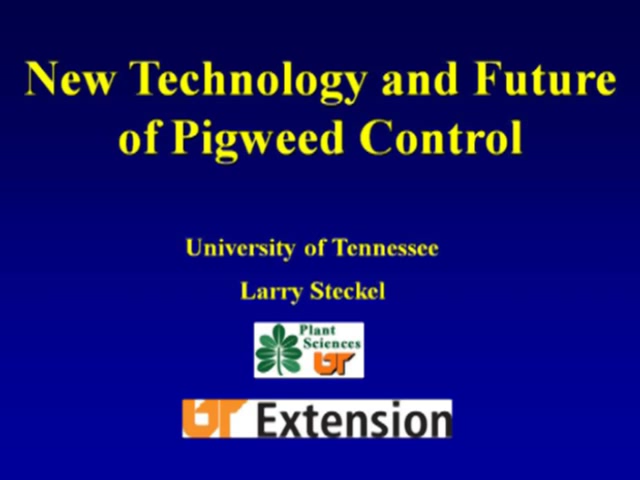 New Technology and Future
of Pigweed Control
University of Tennessee
Larry Steckel
Plant
Sciences
UT
UT Extension